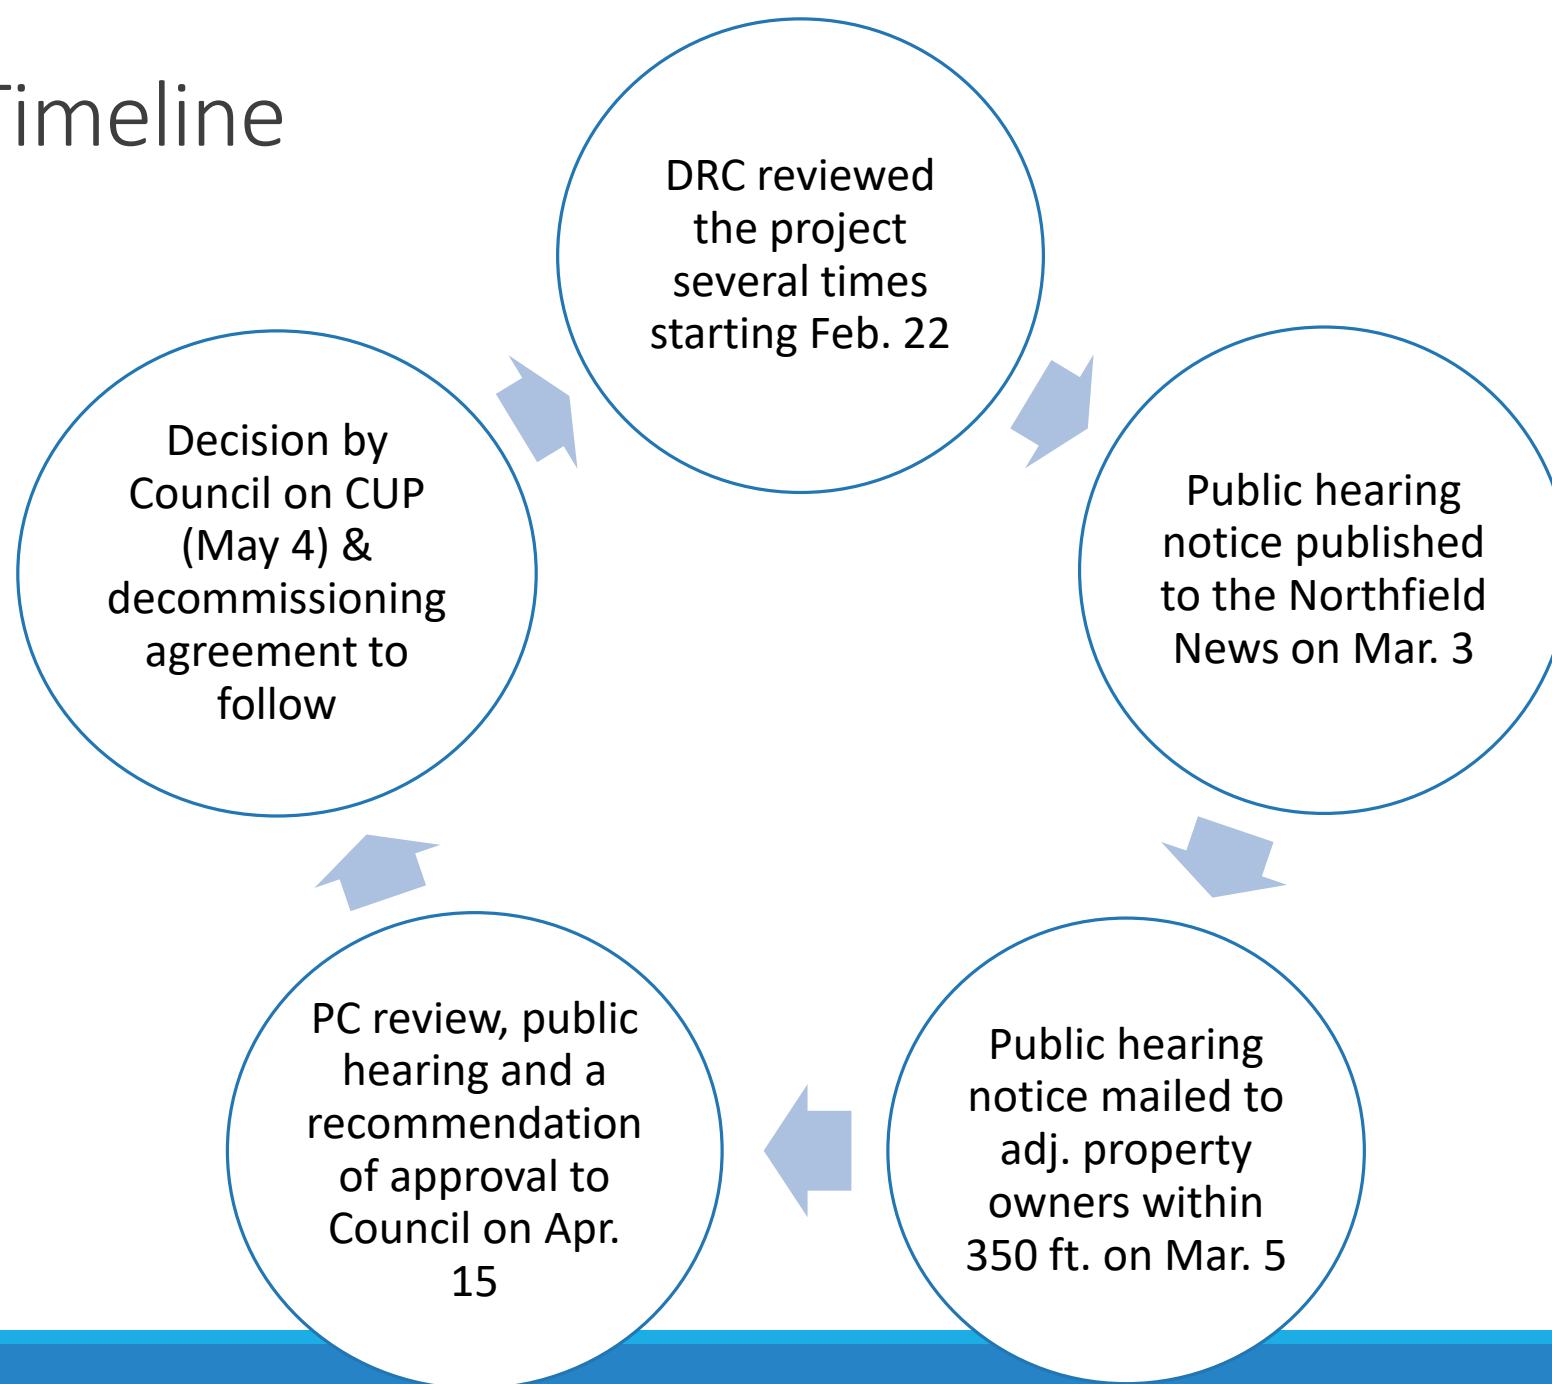 Timeline
DRC reviewed
the project
several times
starting Feb. 22
Public hearing
notice published
to the Northfield
News on Mar. 3
Public hearing
notice mailed to
adj. property
owners within
350 ft. on Mar. 5
PC review, public
hearing and a
recommendation
of approval to
Council on Apr.
15
Decision by
Council on CUP
(May 4) &
decommissioning
agreement to
follow